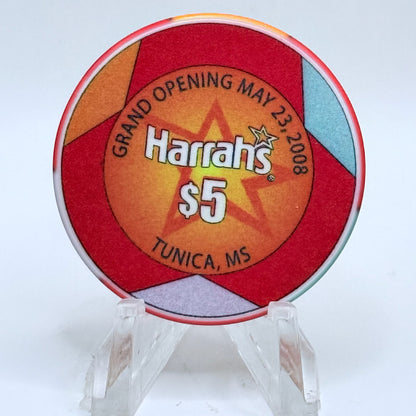 GRAND OPENING MAY 23, 2008
Harrah's®
$5
TUNICA, MS